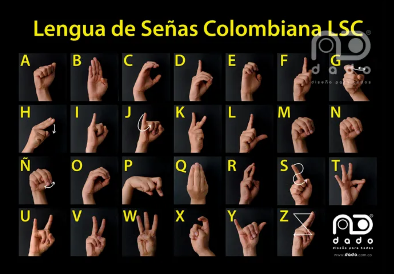 Lengua de Señas Colombiana LSC
dado
diseño para todos
A B C D E F G
H I J K L M N
Ñ O P Q R S T
U V W X Y Z
dado
diseño para todos
www.dado.com.co